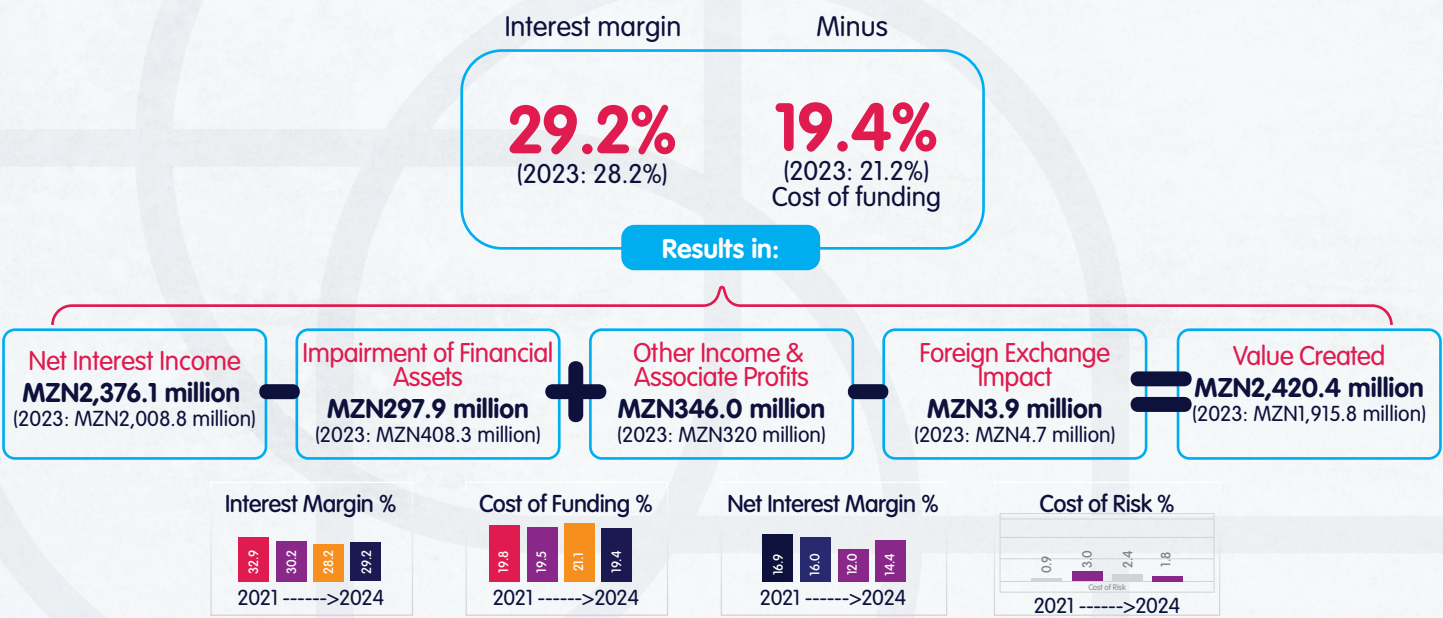 Interest margin
Minus
29.2%
(2023: 28.2%)
19.4%
(2023: 21.2%)
Cost of funding
Results in:
Net Interest Income
MZN2,376.1 million
(2023: MZN2,008.8 million)
Impairment of Financial
Assets
MZN297.9 million
(2023: MZN408.3 million)
Other Income &
Associate Profits
MZN346.0 million
(2023: MZN320 million)
Foreign Exchange
Impact
MZN3.9 million
(2023: MZN4.7 million)
Value Created
MZN2,420.4 million
(2023: MZN1,915.8 million)
Interest Margin %
32.9
30.2
28.2
29.2
2021 ------>2024
Cost of Funding %
19.8
19.5
21.1
19.4
2021 ------>2024
Net Interest Margin %
16.9
16.0
12.0
14.4
2021 ------>2024
Cost of Risk %
0.9
3.0
2.4
1.8
Cost of Risk
2021 ------>2024